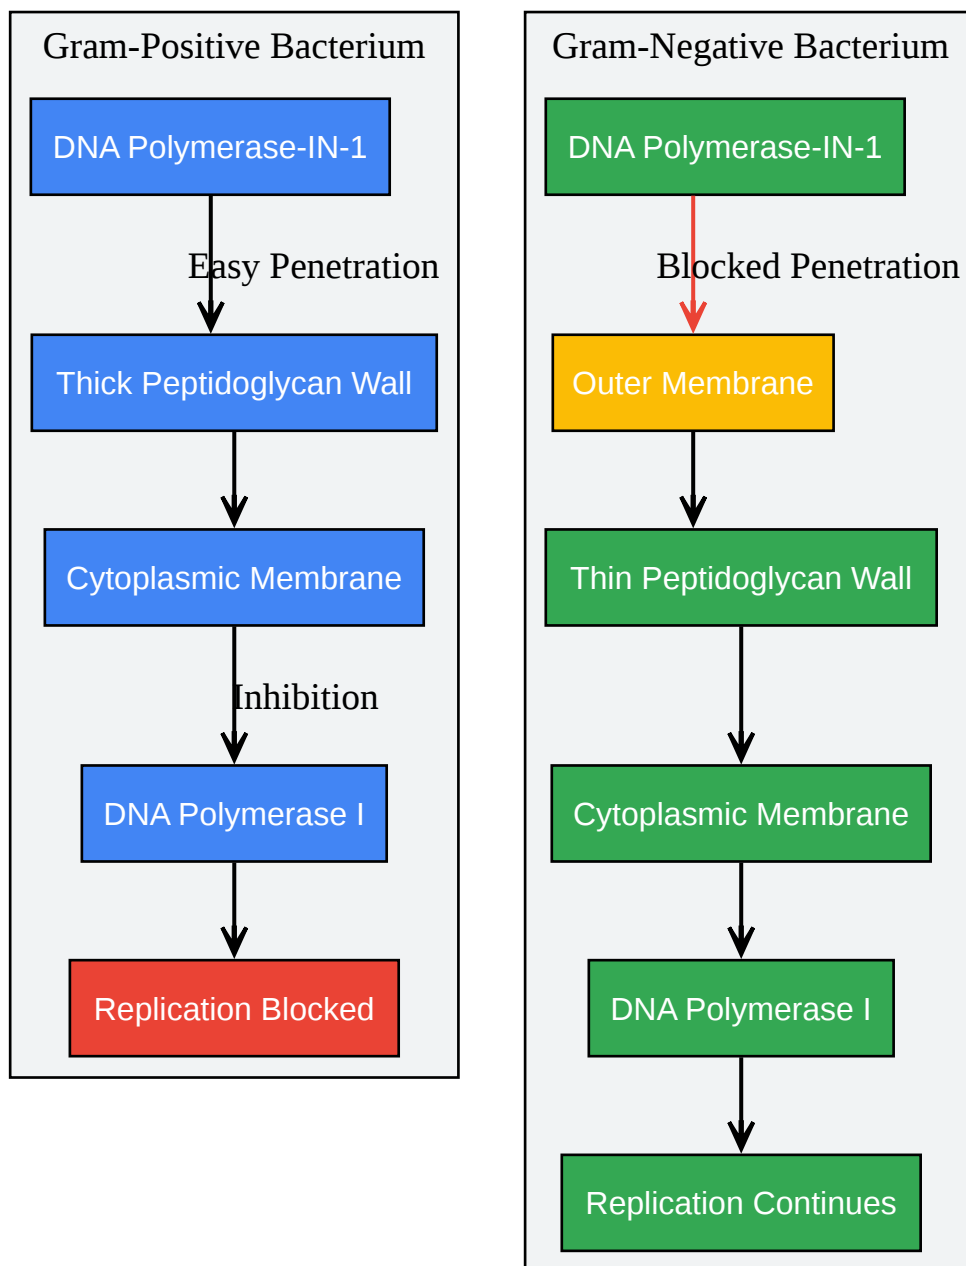 Gram-Positive Bacterium
DNA Polymerase-IN-1
Easy Penetration
Thick Peptidoglycan Wall
Cytoplasmic Membrane
Inhibition
DNA Polymerase I
Replication Blocked
Gram-Negative Bacterium
DNA Polymerase-IN-1
Blocked Penetration
Outer Membrane
Thin Peptidoglycan Wall
Cytoplasmic Membrane
DNA Polymerase I
Replication Continues